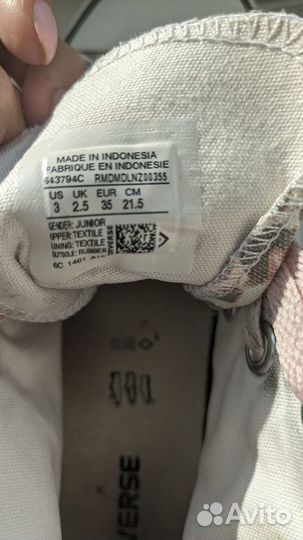 MADE IN INDONESIA
FABRIQUE EN INDONESIE
643794C RMDMDLNZ00355
US UK EUR CM
3 2.5 35 21.5
GENDER: JUNIOR
UPPER: TEXTILE
LINING: TEXTILE
OUTSOLE: RUBBER
VERSE
Avito